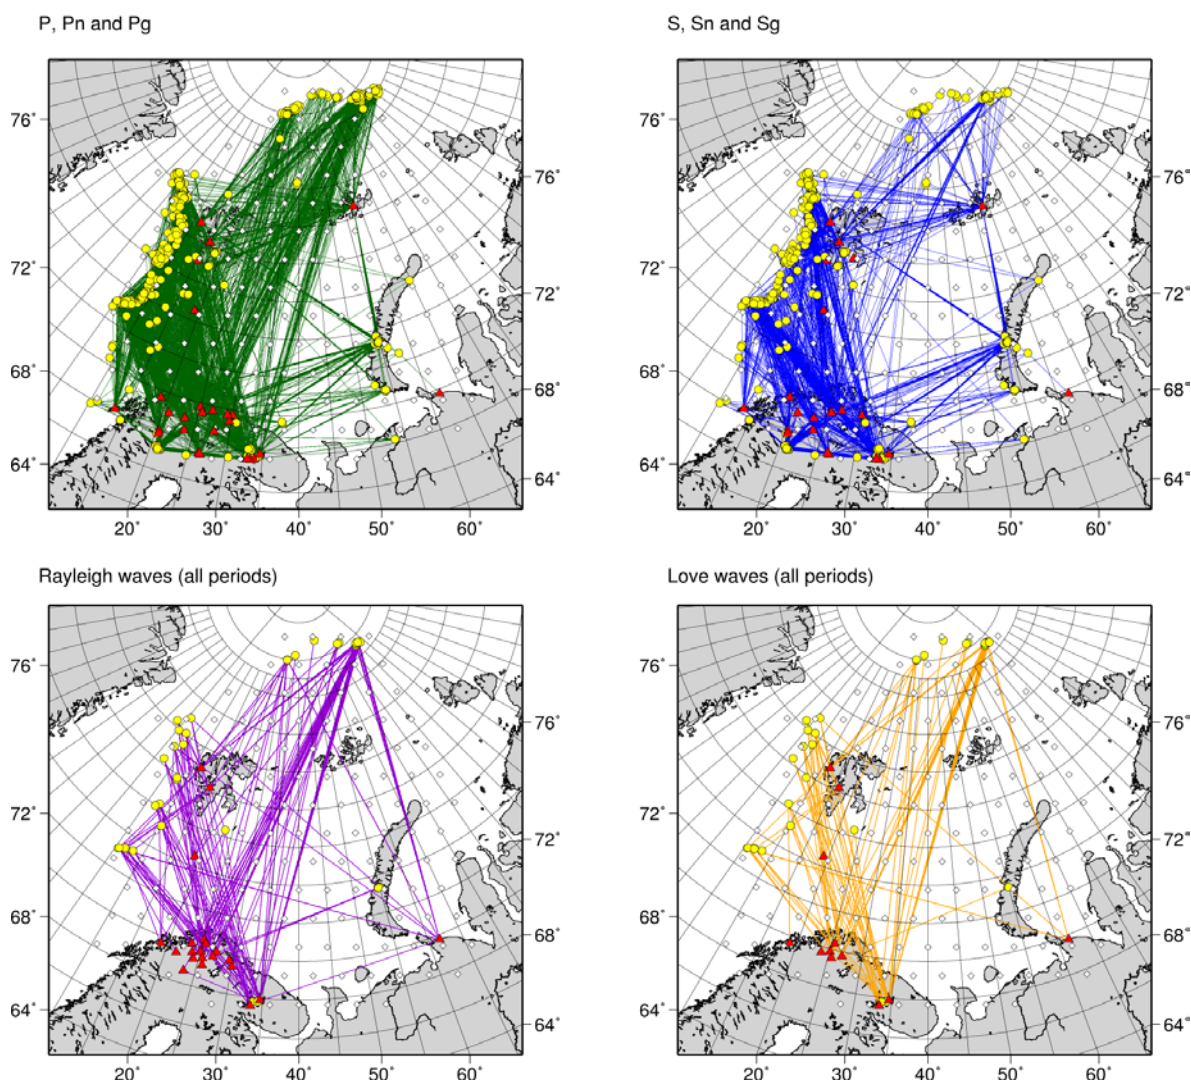 P, Pn and Pg
S, Sn and Sg
76˚ 76˚ 76˚ 76˚
72˚ 72˚ 72˚ 72˚
68˚ 68˚ 68˚ 68˚
64˚ 64˚ 64˚ 64˚
20˚ 30˚ 40˚ 50˚ 60˚ 20˚ 30˚ 40˚ 50˚ 60˚
Rayleigh waves (all periods)
Love waves (all periods)
76˚ 76˚ 76˚ 76˚
72˚ 72˚ 72˚ 72˚
68˚ 68˚ 68˚ 68˚
64˚ 64˚ 64˚ 64˚
20˚ 30˚ 40˚ 50˚ 60˚ 20˚ 30˚ 40˚ 50˚ 60˚